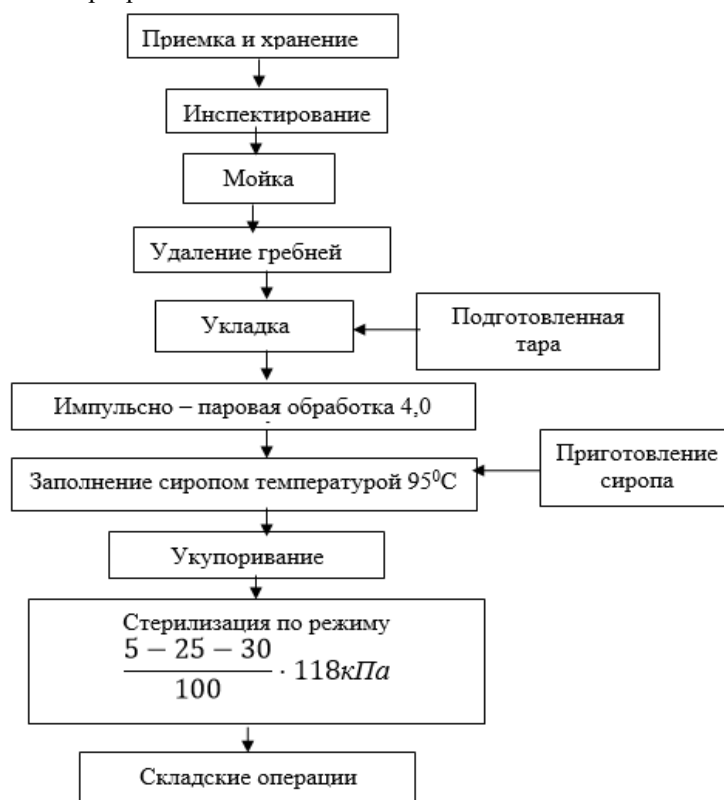 Приемка и хранение
Инспектирование
Мойка
Удаление гребней
Укладка
Подготовленная
тара
Импульсно – паровая обработка 4,0
Заполнение сиропом температурой 95⁰С
Приготовление
сиропа
Укупоривание
Стерилизация по режиму
5 − 25 − 30
100
· 118кПа
Складские операции